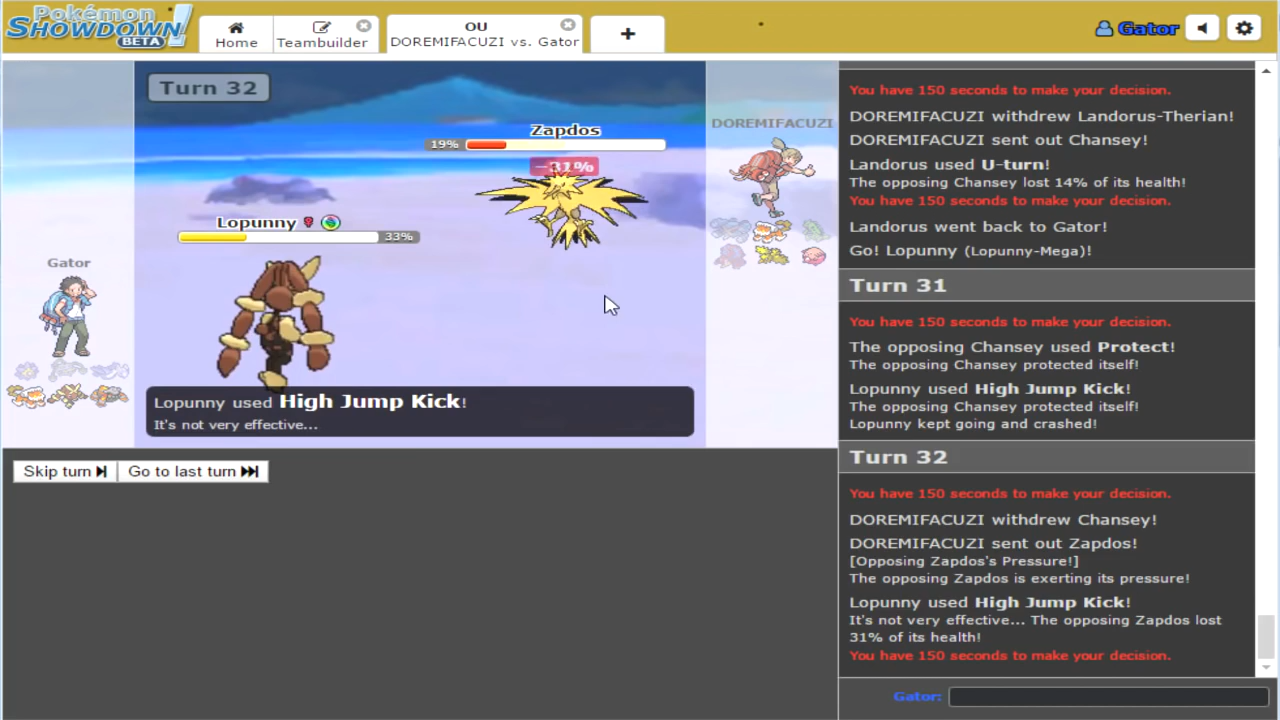 Pokémon
SHOWDOWN!
BETA
Home
Teambuilder
OU
DOREMIFACUZI vs. Gator
+
Gator
Turn 32
Zapdos
19%
−31%
Lopunny
33%
Gator
DOREMIFACUZI
Lopunny used High Jump Kick!
It's not very effective...
Skip turn
Go to last turn
You have 150 seconds to make your decision.
DOREMIFACUZI withdrew Landorus-Therian!
DOREMIFACUZI sent out Chansey!
Landorus used U-turn!
The opposing Chansey lost 14% of its health!
You have 150 seconds to make your decision.
Landorus went back to Gator!
Go! Lopunny (Lopunny-Mega)!
Turn 31
You have 150 seconds to make your decision.
The opposing Chansey used Protect!
The opposing Chansey protected itself!
Lopunny used High Jump Kick!
The opposing Chansey protected itself!
Lopunny kept going and crashed!
Turn 32
You have 150 seconds to make your decision.
DOREMIFACUZI withdrew Chansey!
DOREMIFACUZI sent out Zapdos!
[Opposing Zapdos's Pressure!]
The opposing Zapdos is exerting its pressure!
Lopunny used High Jump Kick!
It's not very effective... The opposing Zapdos lost
31% of its health!
You have 150 seconds to make your decision.
Gator: